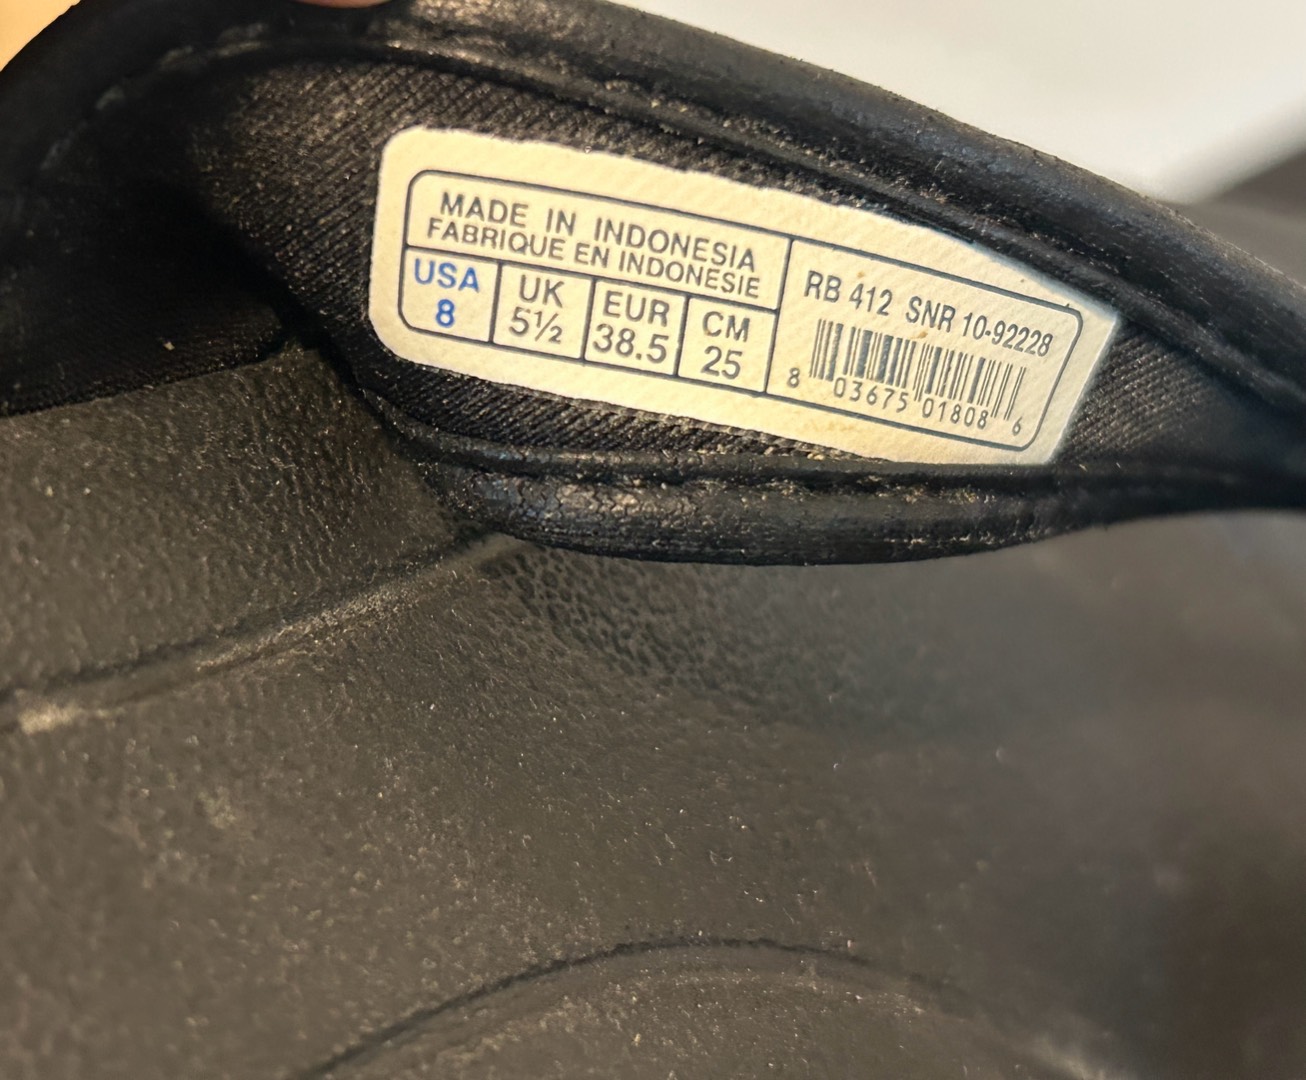 MADE IN INDONESIA
FABRIQUE EN INDONESIE
USA
8
UK
5½
EUR
38.5
CM
25
RB 412 SNR 10-92228
8 03675 01808 6